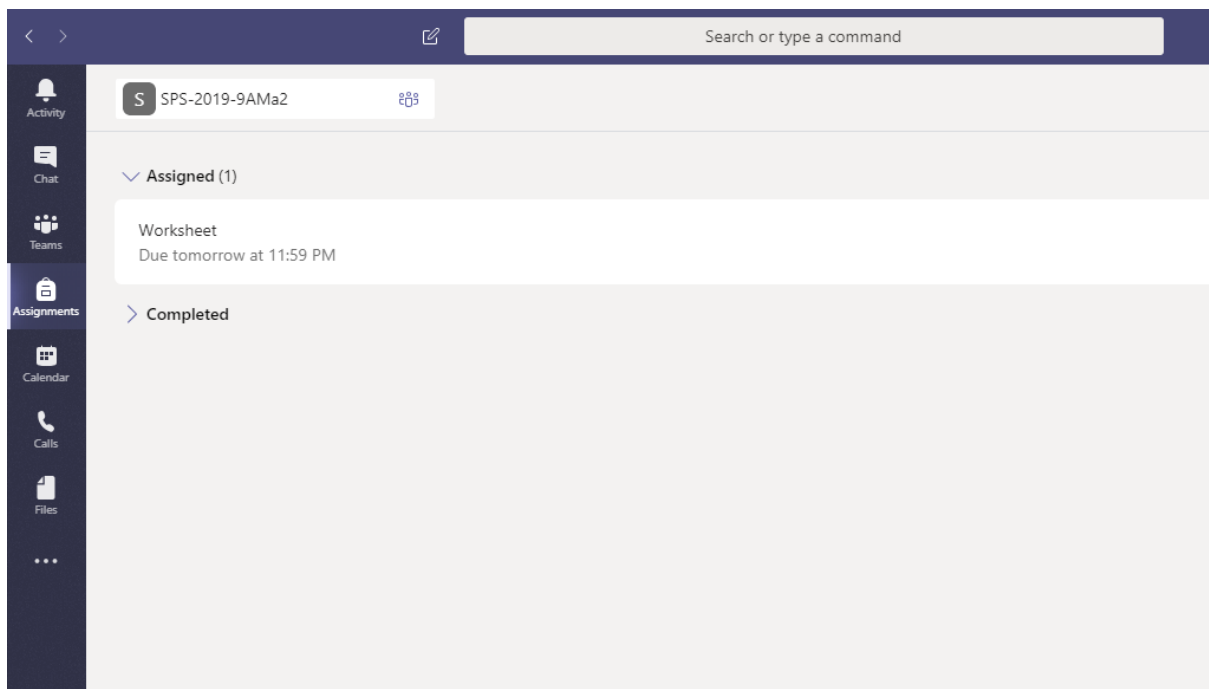 Search or type a command
Activity
Chat
Teams
Assignments
Calendar
Calls
Files
S SPS-2019-9AMa2
Assigned (1)
Worksheet
Due tomorrow at 11:59 PM
Completed